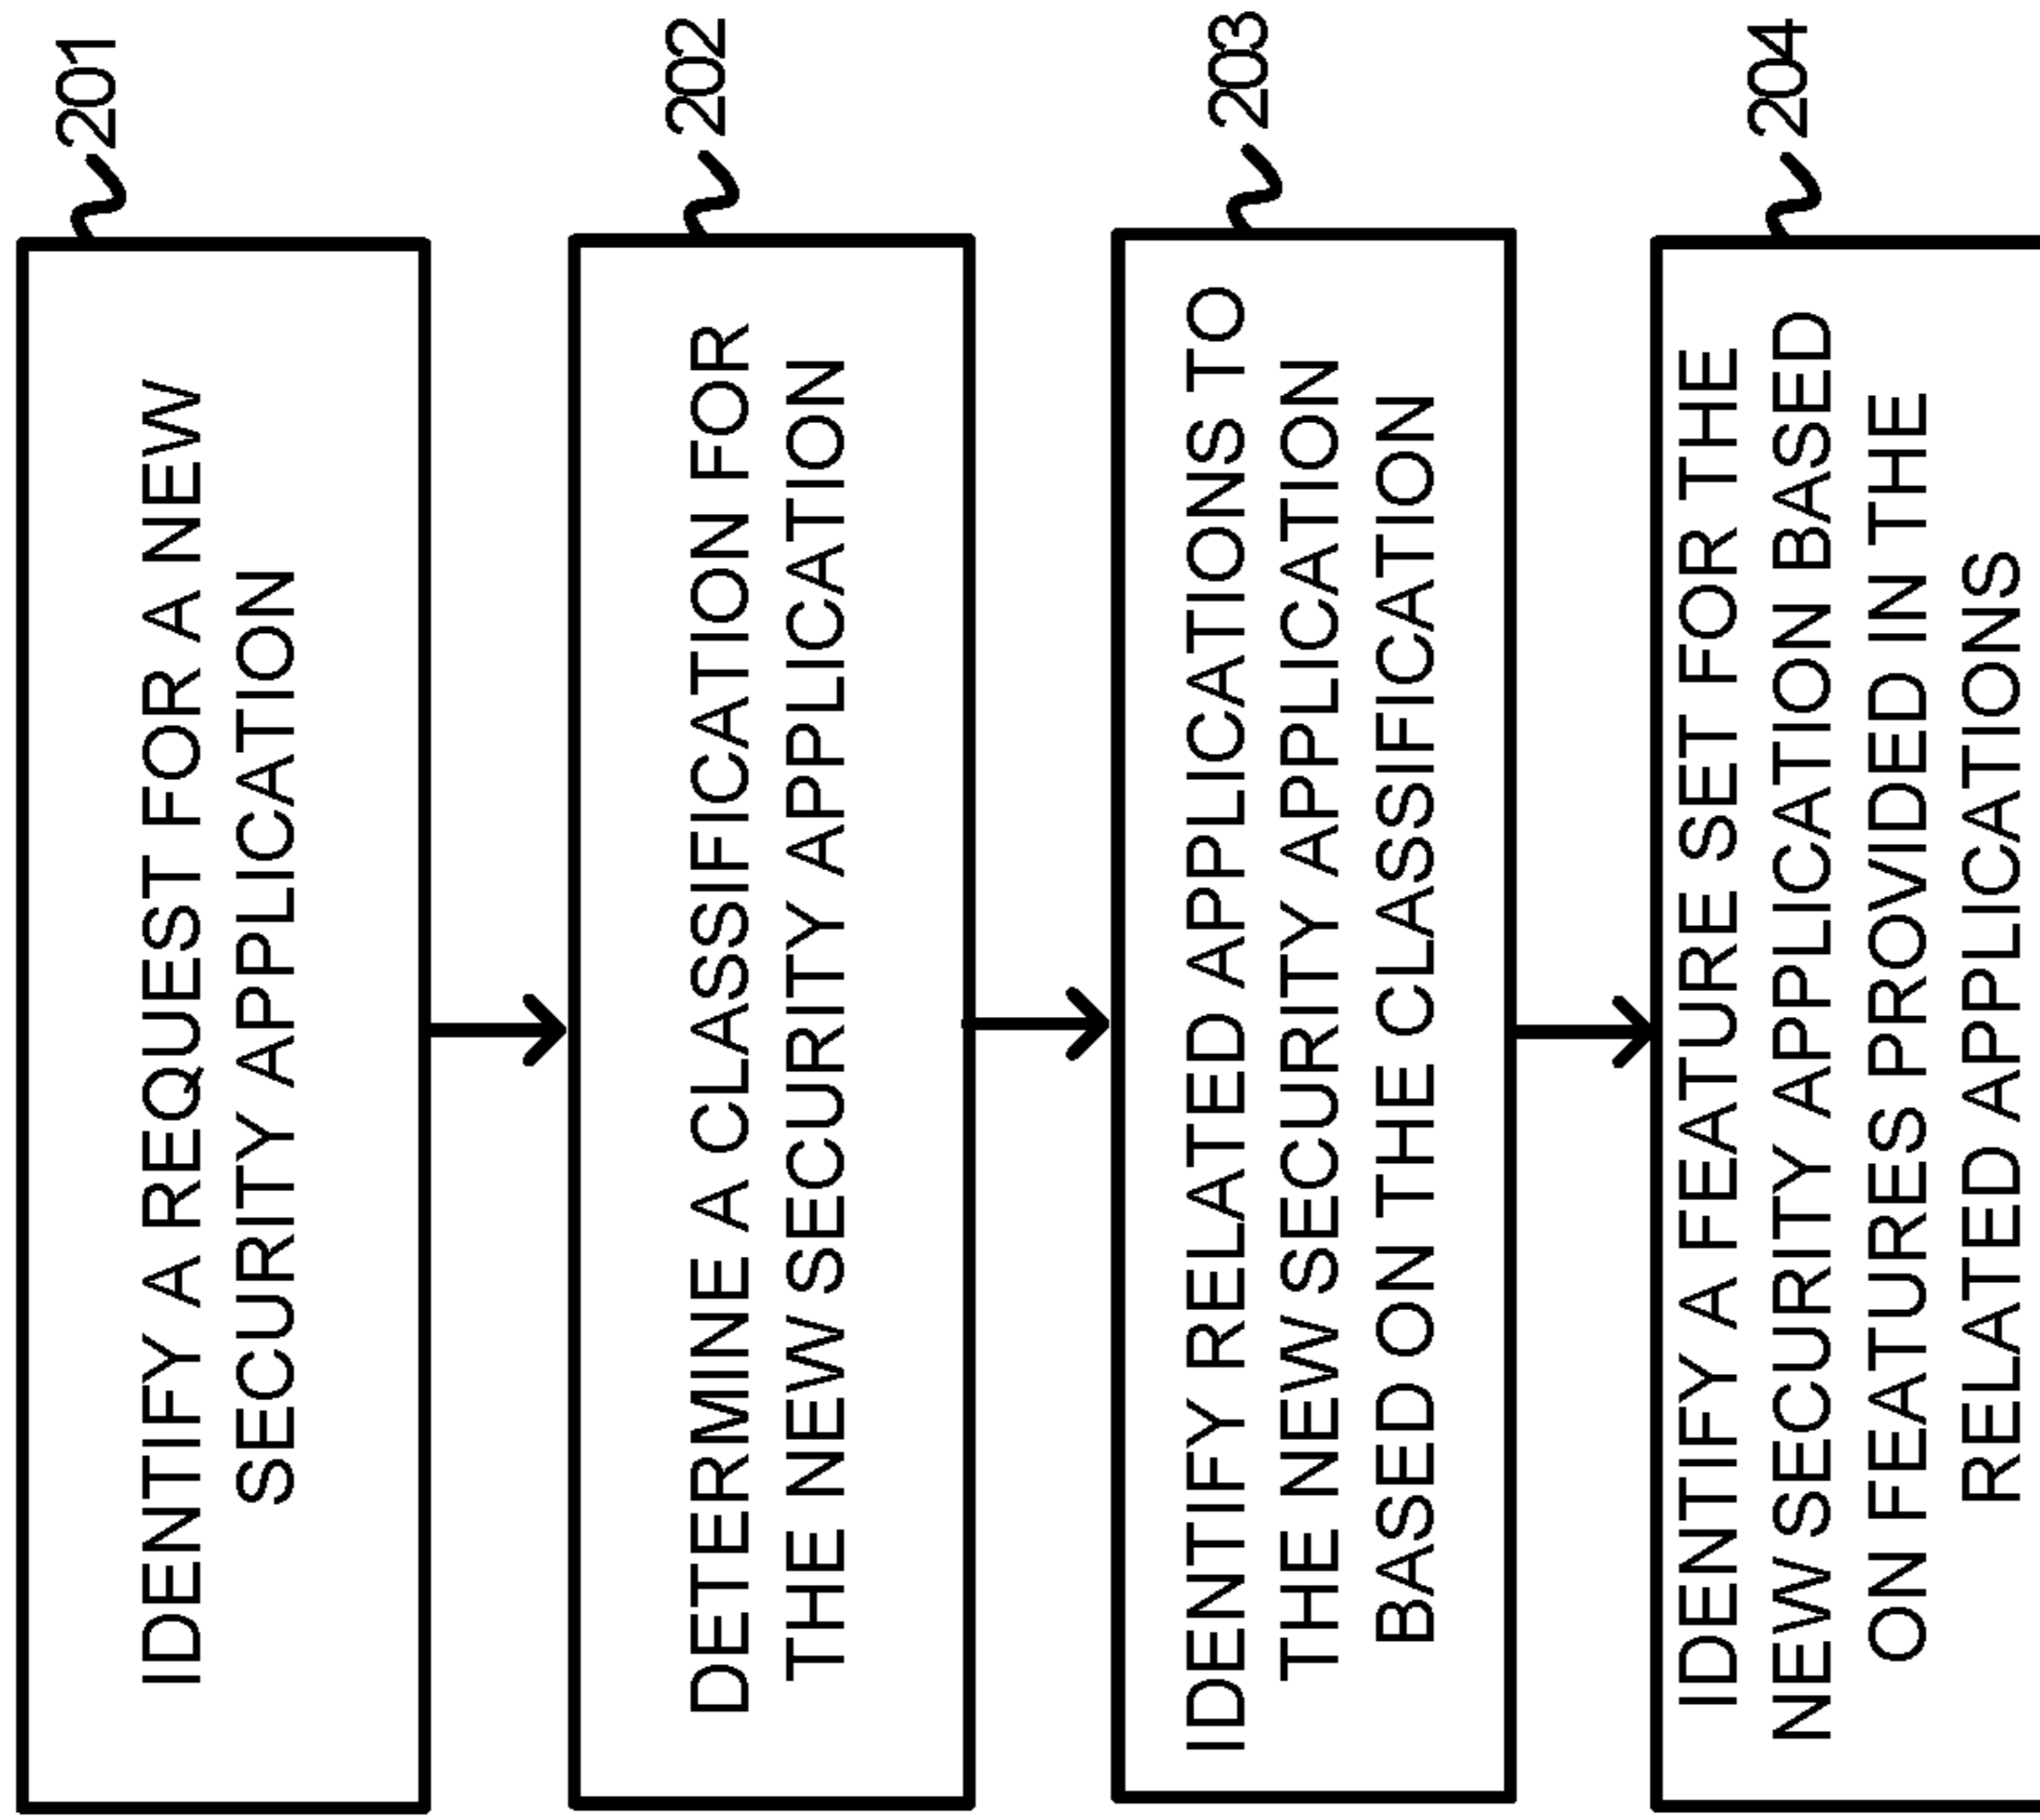 201
IDENTIFY A REQUEST FOR A NEW
SECURITY APPLICATION
202
DETERMINE A CLASSIFICATION FOR
THE NEW SECURITY APPLICATION
203
IDENTIFY RELATED APPLICATIONS TO
THE NEW SECURITY APPLICATION
BASED ON THE CLASSIFICATION
204
IDENTIFY A FEATURE SET FOR THE
NEW SECURITY APPLICATION BASED
ON FEATURES PROVIDED IN THE
RELATED APPLICATIONS